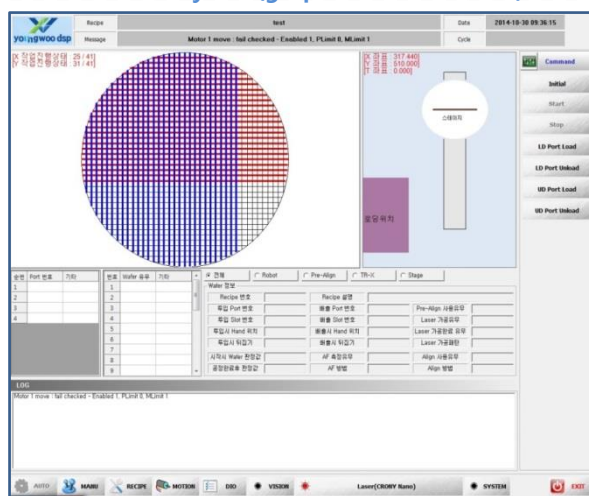 youngwoo dsp
Recipe
test
Date
2014-10-30 09:36:15
Message
Motor 1 move : fail checked - Enabled 1, PLimit 0, MLimit 1
Cycle
[X 작업진행상태 25/41]
[Y 작업진행상태 31/41]
[X 좌표 317.440]
[Y 좌표 510.000]
[T 좌표 0.000]
스테이지
로딩위치
Command
Initial
Start
Stop
LD Port Load
LD Port Unload
UD Port Load
UD Port Unload
순번 Port 번호 기타
1
2
3
4
번호 Wafer 유무 기타
1
2
3
4
5
6
7
8
9
전체 Robot Pre-Align TR-X Stage
Wafer 정보
Recipe 번호 Recipe 설명
투입 Port 번호 배출 Port 번호 Pre-Align 사용유무
투입 Slot 번호 배출 Slot 번호 Laser 가공유무
투입시 Hand 위치 배출시 Hand 위치 Laser 가공완료 유무
투입시 뒤집기 배출시 뒤집기 Laser 가공패턴
시작시 Wafer 판정값 AF 측정유무 Align 사용유무
공정완료후 판정값 AF 방법 Align 방법
LOG
Motor 1 move : fail checked - Enabled 1, PLimit 0, MLimit 1
AUTO MANU RECIPE MOTION DIO VISION Laser(CRONY Nano) SYSTEM EXIT